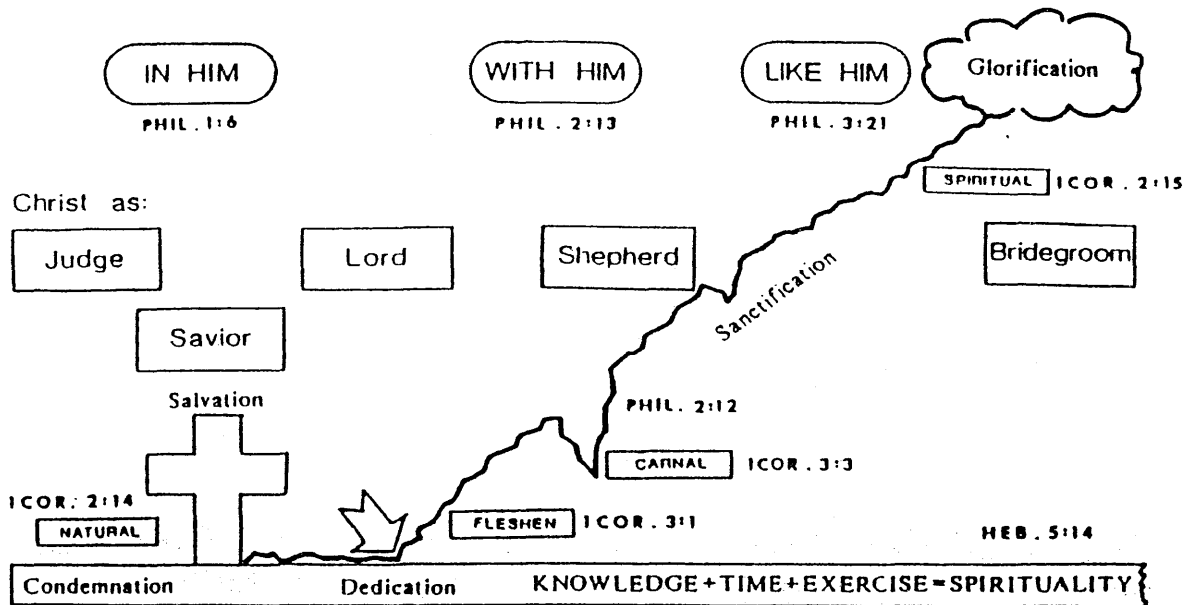 IN HIM
WITH HIM
LIKE HIM
Glorification
PHIL. 1:6
PHIL. 2:13
PHIL. 3:21
SPIRITUAL
1COR. 2:15
Christ as:
Judge
Lord
Shepherd
Bridegroom
Sanctification
Savior
Salvation
PHIL. 2:12
CARNAL
1COR. 3:3
1COR. 2:14
NATURAL
FLESHEN
1COR. 3:1
HEB. 5:14
Condemnation
Dedication
KNOWLEDGE+TIME+EXERCISE=SPIRITUALITY